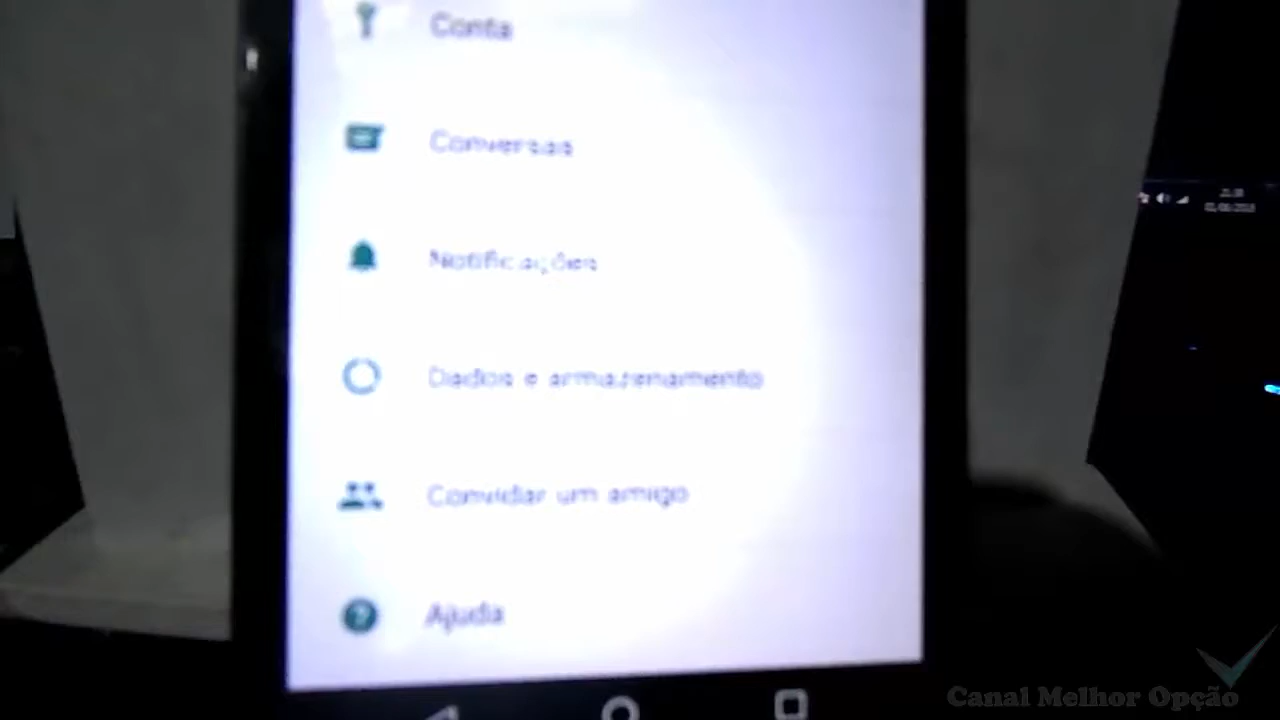 Conta
Conversas
Notificações
Dados e armazenamento
Convidar um amigo
Ajuda
Canal Melhor Opção